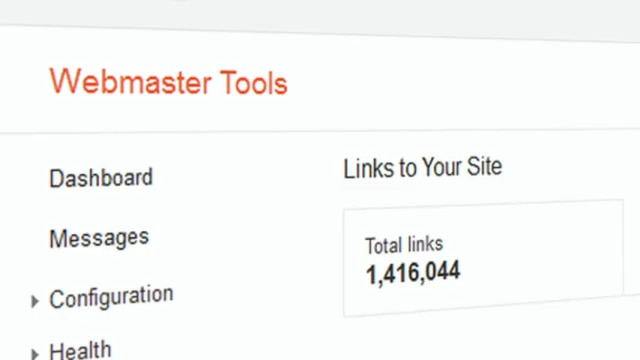 Webmaster Tools
Dashboard
Messages
Configuration
Health
Links to Your Site
Total links
1,416,044